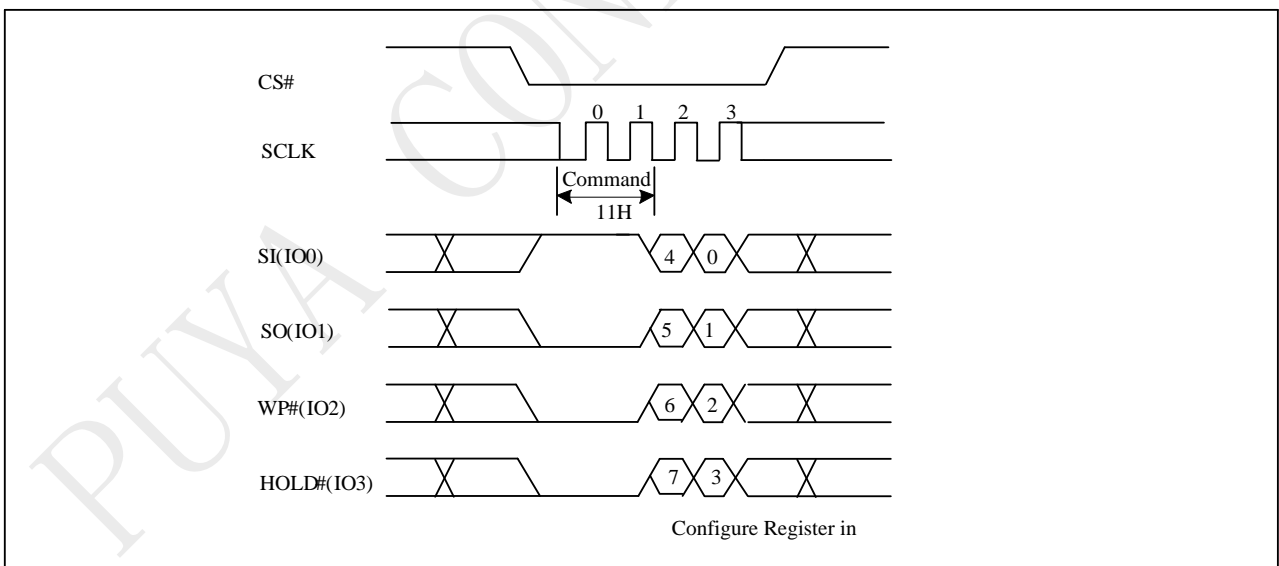 CS#
0 1 2 3
SCLK
Command
11H
SI(IO0) 4 0
SO(IO1) 5 1
WP#(IO2) 6 2
HOLD#(IO3) 7 3
Configure Register in
PUYA CON